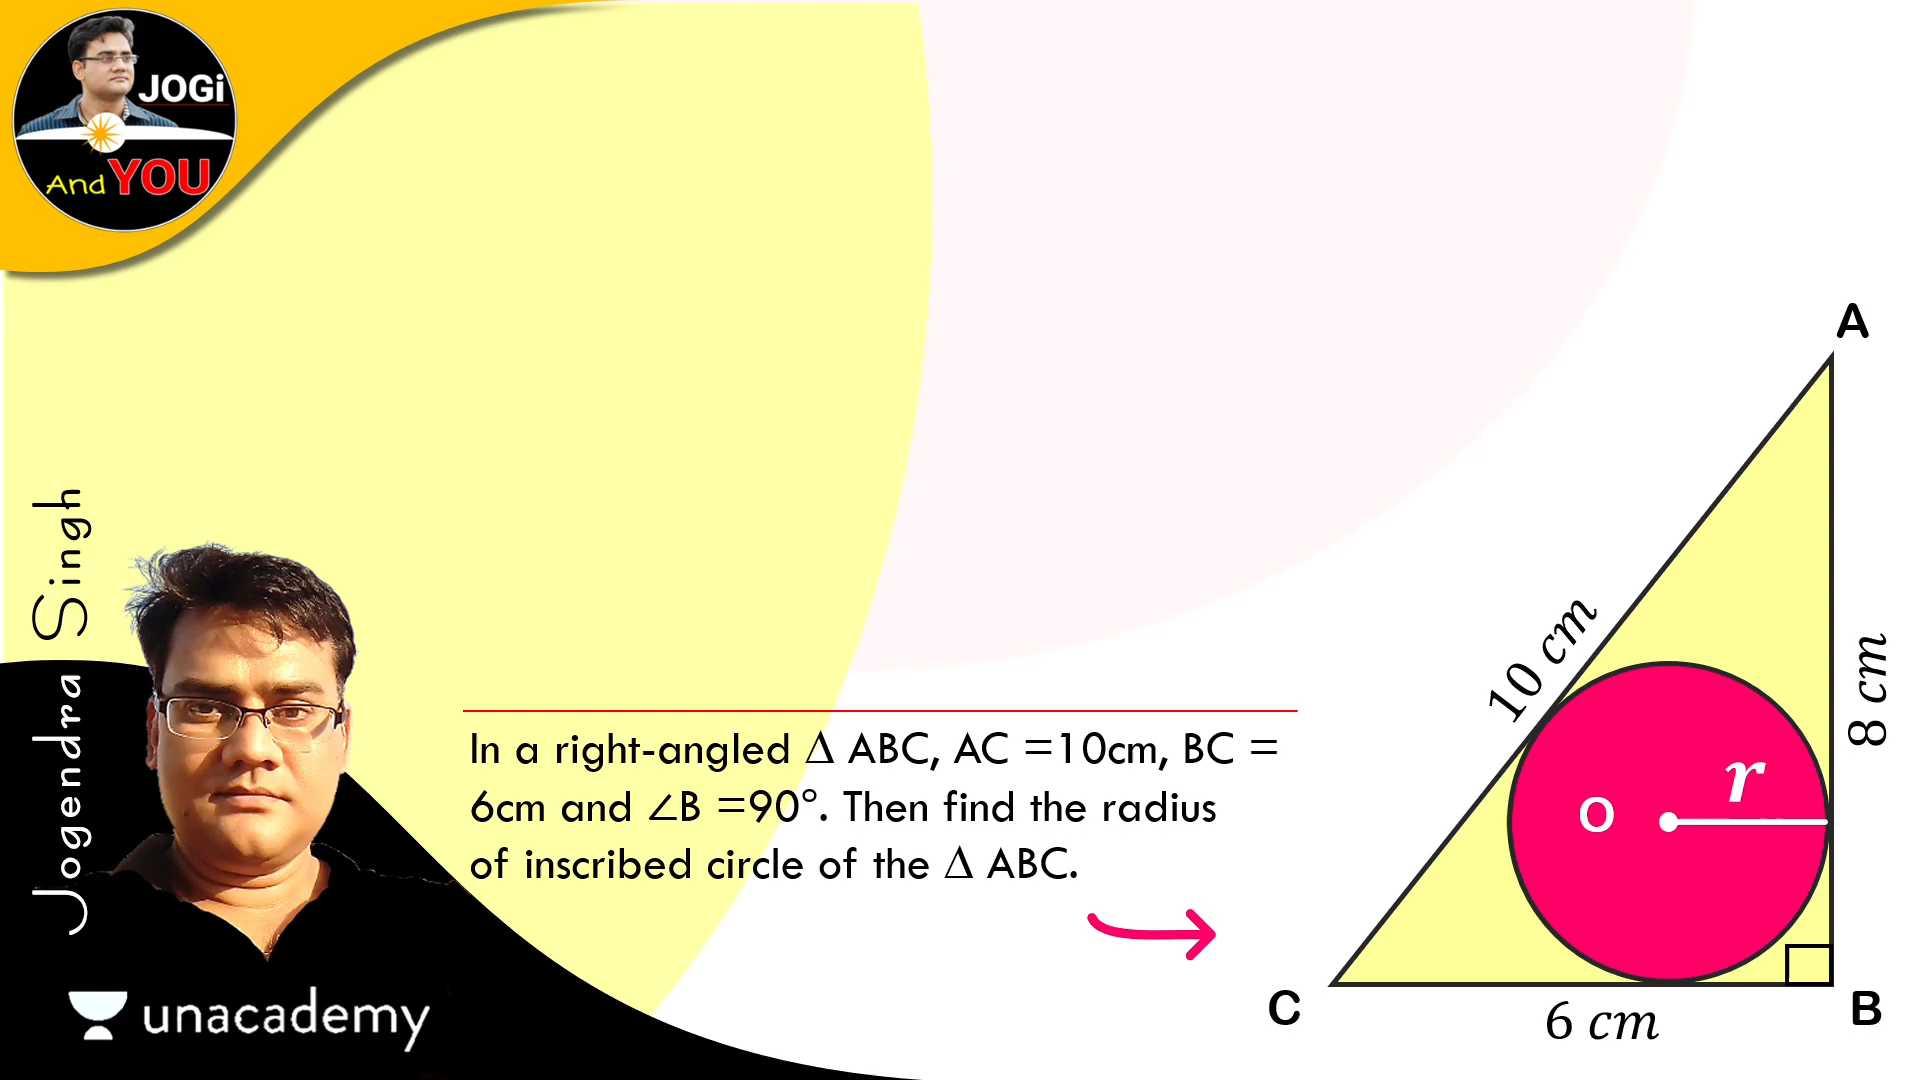 JOGi
And YOU
Jogendra Singh
unacademy
In a right-angled Δ ABC, AC =10cm, BC =
6cm and ∠B =90°. Then find the radius
of inscribed circle of the Δ ABC.
A
10 cm
8 cm
r
O
C
B
6 cm